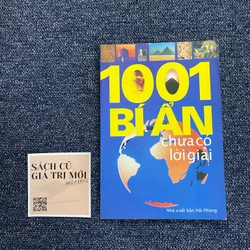 1001
BÍ ẨN
chưa có
lời giải
Nhà xuất bản Hải Phòng
SÁCH CŨ
GIÁ TRỊ MỚI